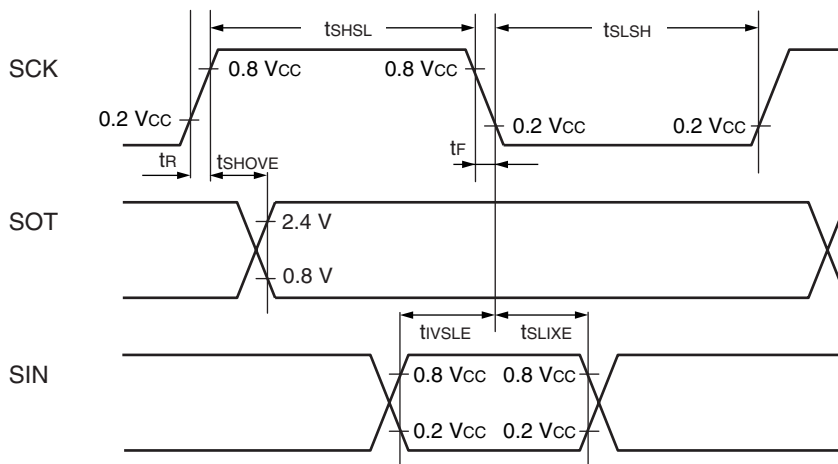 tSHSL
tSLSH
SCK
0.8 VCC
0.8 VCC
0.2 VCC
0.2 VCC
0.2 VCC
tR
tSHOVE
tF
SOT
2.4 V
0.8 V
tIVSLE
tSLIXE
SIN
0.8 VCC
0.8 VCC
0.2 VCC
0.2 VCC